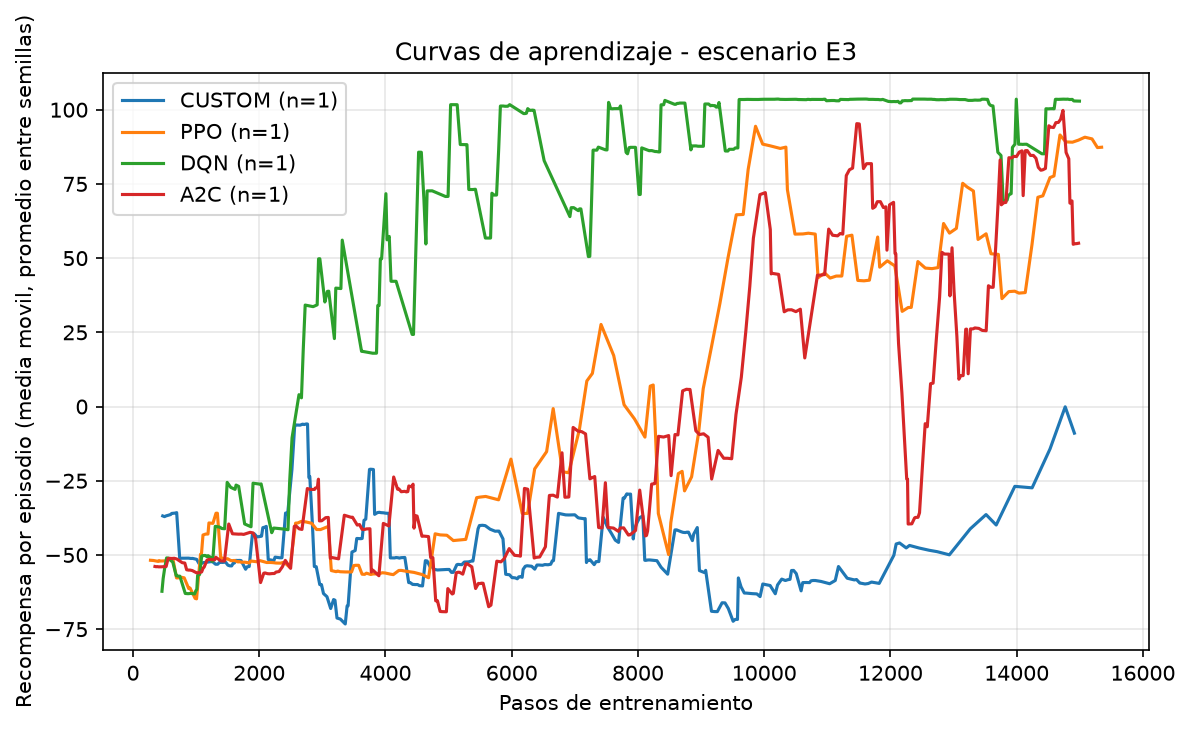 Curvas de aprendizaje - escenario E3
Recompensa por episodio (media movil, promedio entre semillas)
100
75
50
25
0
−25
−50
−75
CUSTOM (n=1)
PPO (n=1)
DQN (n=1)
A2C (n=1)
0 2000 4000 6000 8000 10000 12000 14000 16000
Pasos de entrenamiento